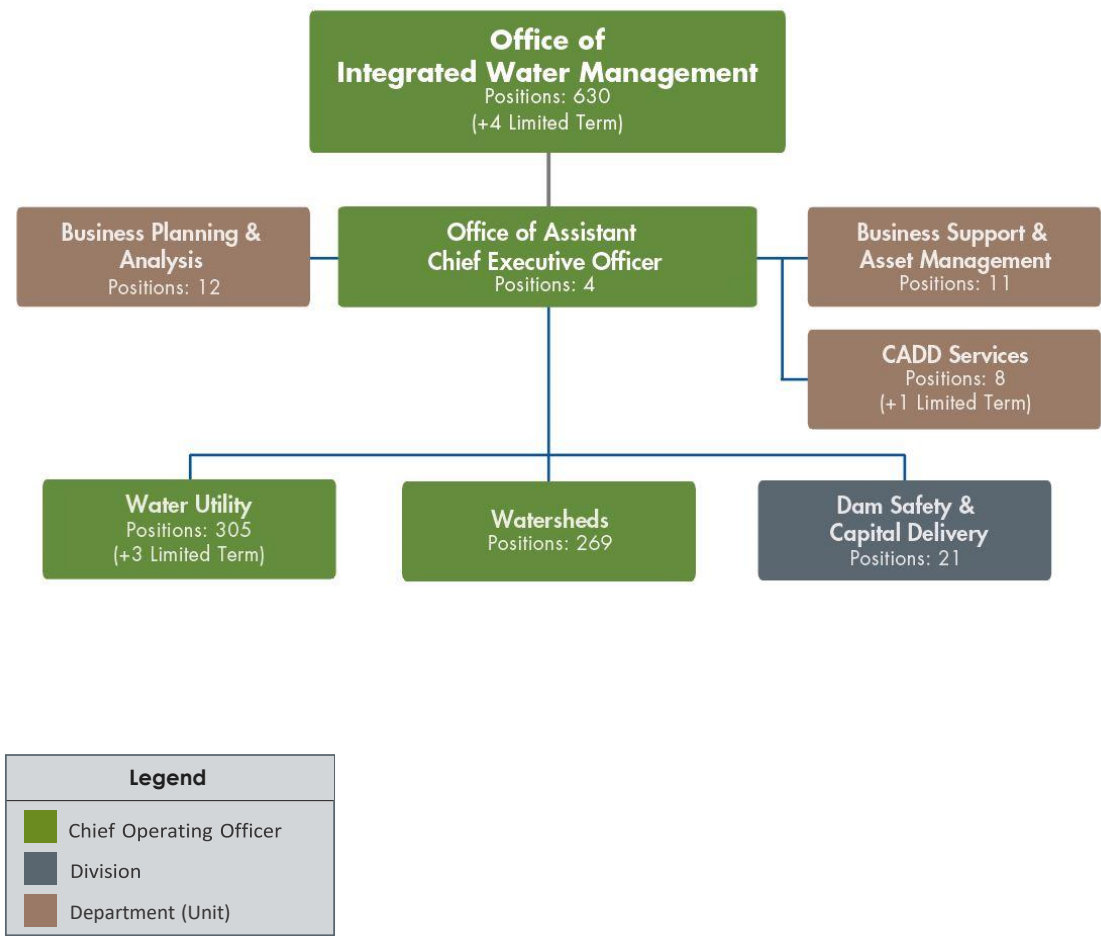 Office of
Integrated Water Management
Positions: 630
(+4 Limited Term)
Business Planning &
Analysis
Positions: 12
Office of Assistant
Chief Executive Officer
Positions: 4
Business Support &
Asset Management
Positions: 11
CADD Services
Positions: 8
(+1 Limited Term)
Water Utility
Positions: 305
(+3 Limited Term)
Watersheds
Positions: 269
Dam Safety &
Capital Delivery
Positions: 21
Legend
Chief Operating Officer
Division
Department (Unit)